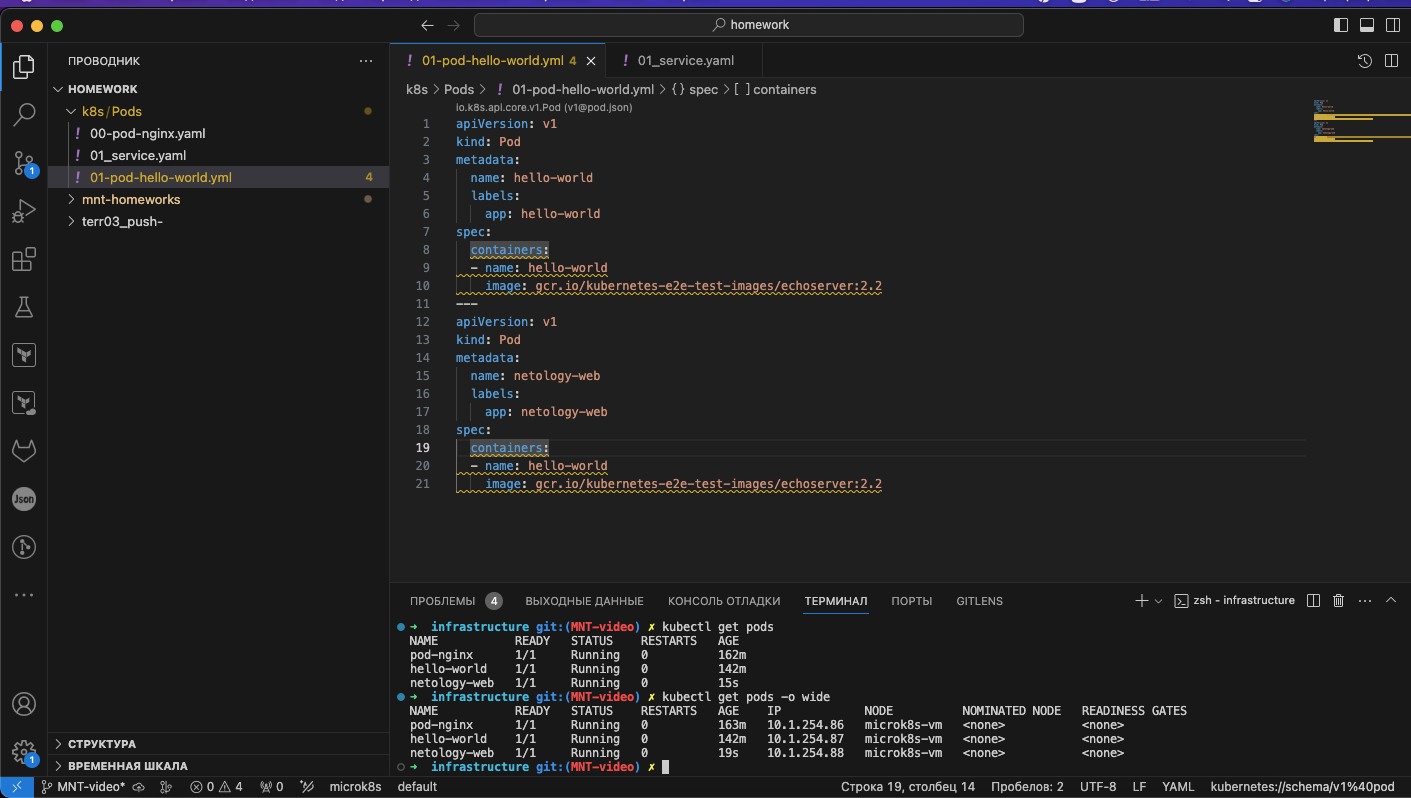 homework
ПРОВОДНИК
HOMEWORK
k8s / Pods
00-pod-nginx.yaml
01_service.yaml
01-pod-hello-world.yml 4
mnt-homeworks
terr03_push-
СТРУКТУРА
ВРЕМЕННАЯ ШКАЛА
1
Json
1
01-pod-hello-world.yml 4
01_service.yaml
k8s > Pods > ! 01-pod-hello-world.yml > {} spec > [ ] containers
io.k8s.api.core.v1.Pod (v1@pod.json)
1 apiVersion: v1
2 kind: Pod
3 metadata:
4 name: hello-world
5 labels:
6 app: hello-world
7 spec:
8 containers:
9 - name: hello-world
10 image: gcr.io/kubernetes-e2e-test-images/echoserver:2.2
11 ---
12 apiVersion: v1
13 kind: Pod
14 metadata:
15 name: netology-web
16 labels:
17 app: netology-web
18 spec:
19 containers:
20 - name: hello-world
21 image: gcr.io/kubernetes-e2e-test-images/echoserver:2.2
ПРОБЛЕМЫ 4 ВЫХОДНЫЕ ДАННЫЕ КОНСОЛЬ ОТЛАДКИ ТЕРМИНАЛ ПОРТЫ GITLENS zsh - infrastructure
➜ infrastructure git:(MNT-video) ✗ kubectl get pods
NAME READY STATUS RESTARTS AGE
pod-nginx 1/1 Running 0 162m
hello-world 1/1 Running 0 142m
netology-web 1/1 Running 0 15s
➜ infrastructure git:(MNT-video) ✗ kubectl get pods -o wide
NAME READY STATUS RESTARTS AGE IP NODE NOMINATED NODE READINESS GATES
pod-nginx 1/1 Running 0 163m 10.1.254.86 microk8s-vm <none> <none>
hello-world 1/1 Running 0 142m 10.1.254.87 microk8s-vm <none> <none>
netology-web 1/1 Running 0 19s 10.1.254.88 microk8s-vm <none> <none>
➜ infrastructure git:(MNT-video) ✗
MNT-video* 0 4 0 microk8s default Строка 19, столбец 14 Пробелов: 2 UTF-8 LF YAML kubernetes://schema/v1%40pod